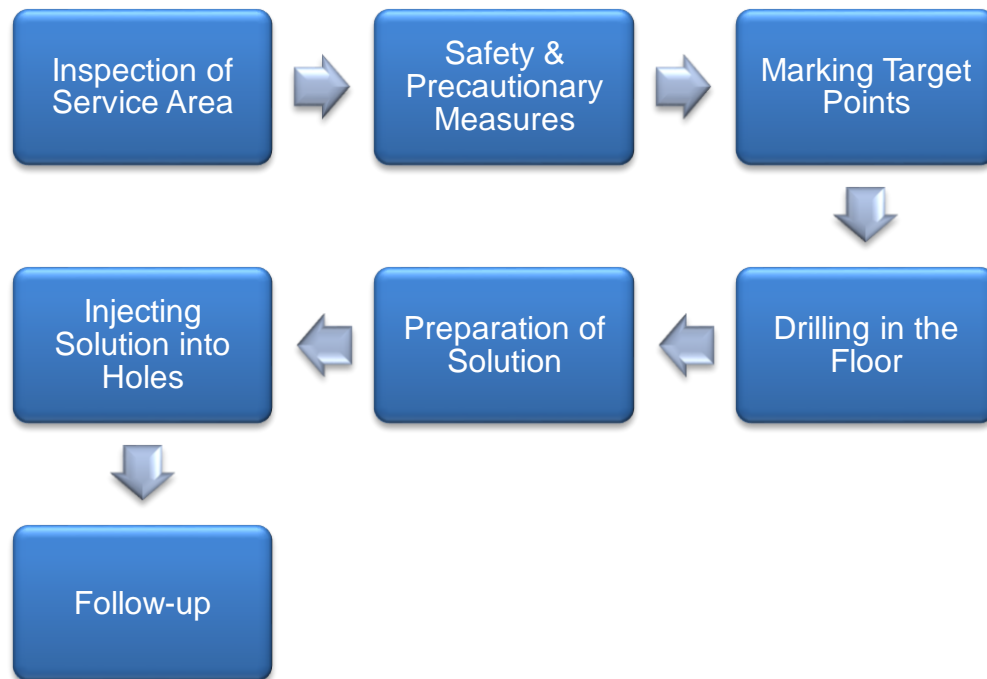 Inspection of
Service Area
Safety &
Precautionary
Measures
Marking Target
Points
Drilling in the
Floor
Preparation of
Solution
Injecting
Solution into
Holes
Follow-up